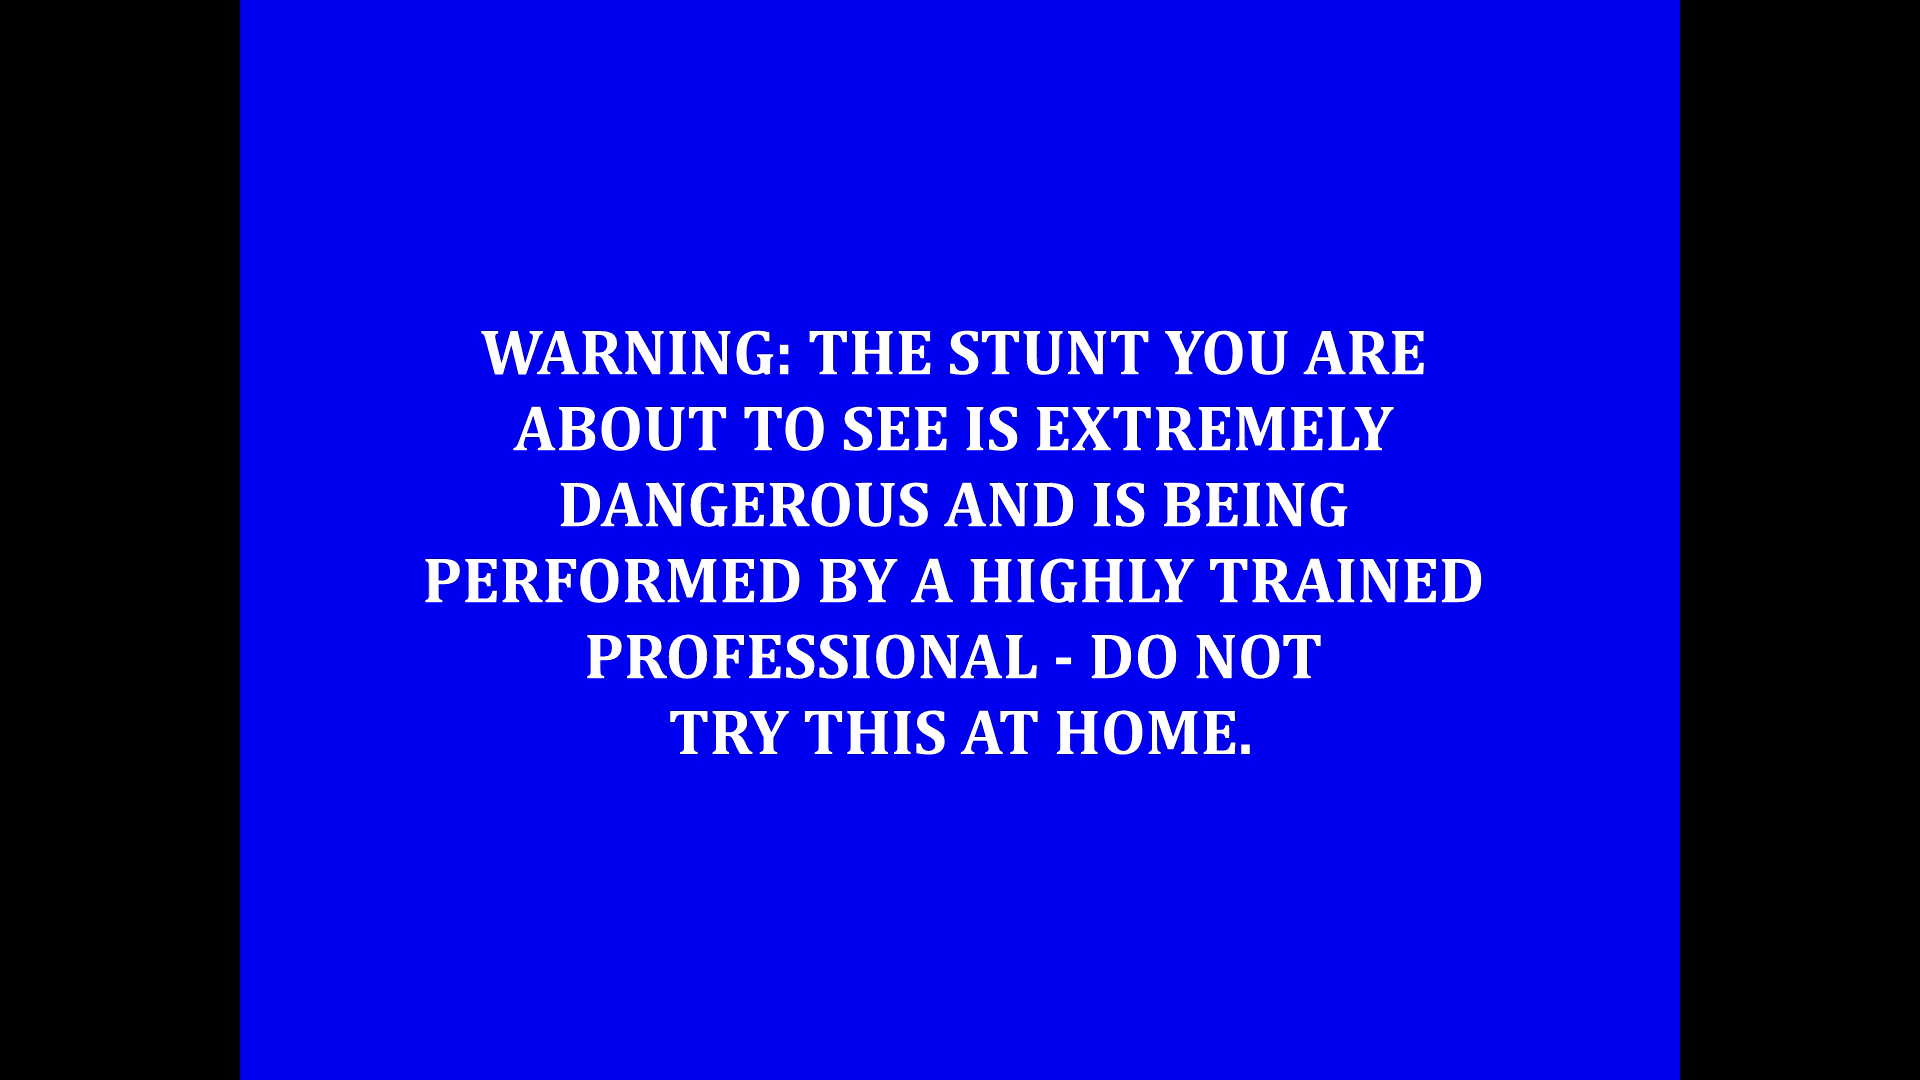 WARNING: THE STUNT YOU ARE
ABOUT TO SEE IS EXTREMELY
DANGEROUS AND IS BEING
PERFORMED BY A HIGHLY TRAINED
PROFESSIONAL - DO NOT
TRY THIS AT HOME.